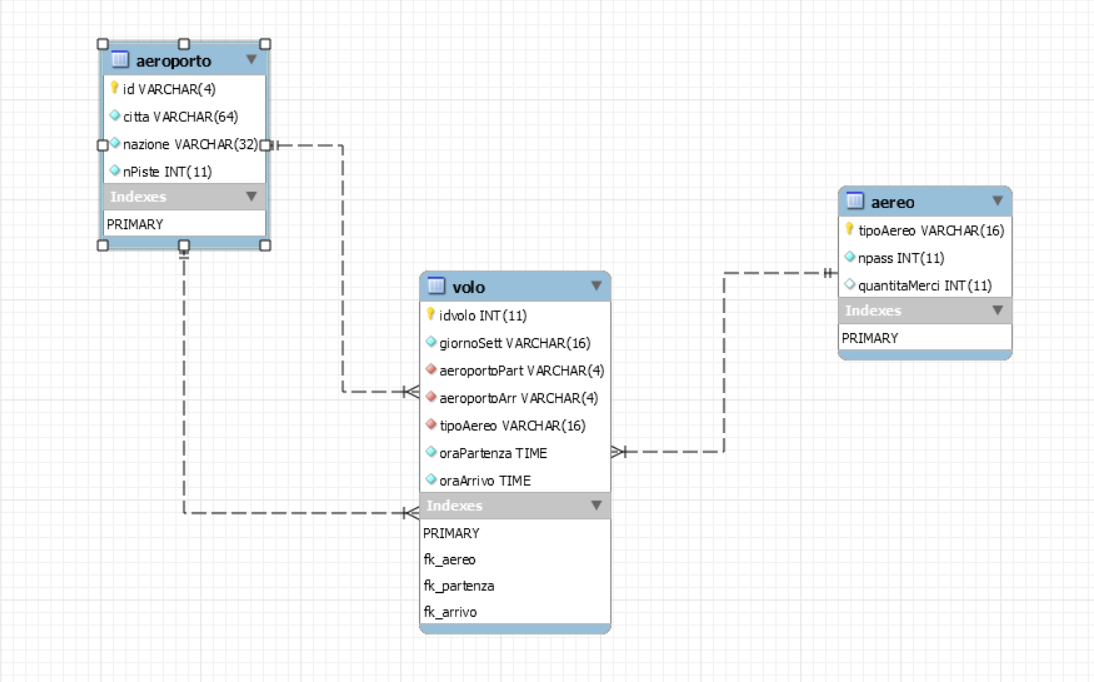 aeroporto
id VARCHAR(4)
citta VARCHAR(64)
nazione VARCHAR(32)
nPiste INT(11)
Indexes
PRIMARY
aereo
tipoAereo VARCHAR(16)
npass INT(11)
quantitaMerci INT(11)
Indexes
PRIMARY
volo
idvolo INT(11)
giornoSett VARCHAR(16)
aeroportoPart VARCHAR(4)
aeroportoArr VARCHAR(4)
tipoAereo VARCHAR(16)
oraPartenza TIME
oraArrivo TIME
Indexes
PRIMARY
fk_aereo
fk_partenza
fk_arrivo